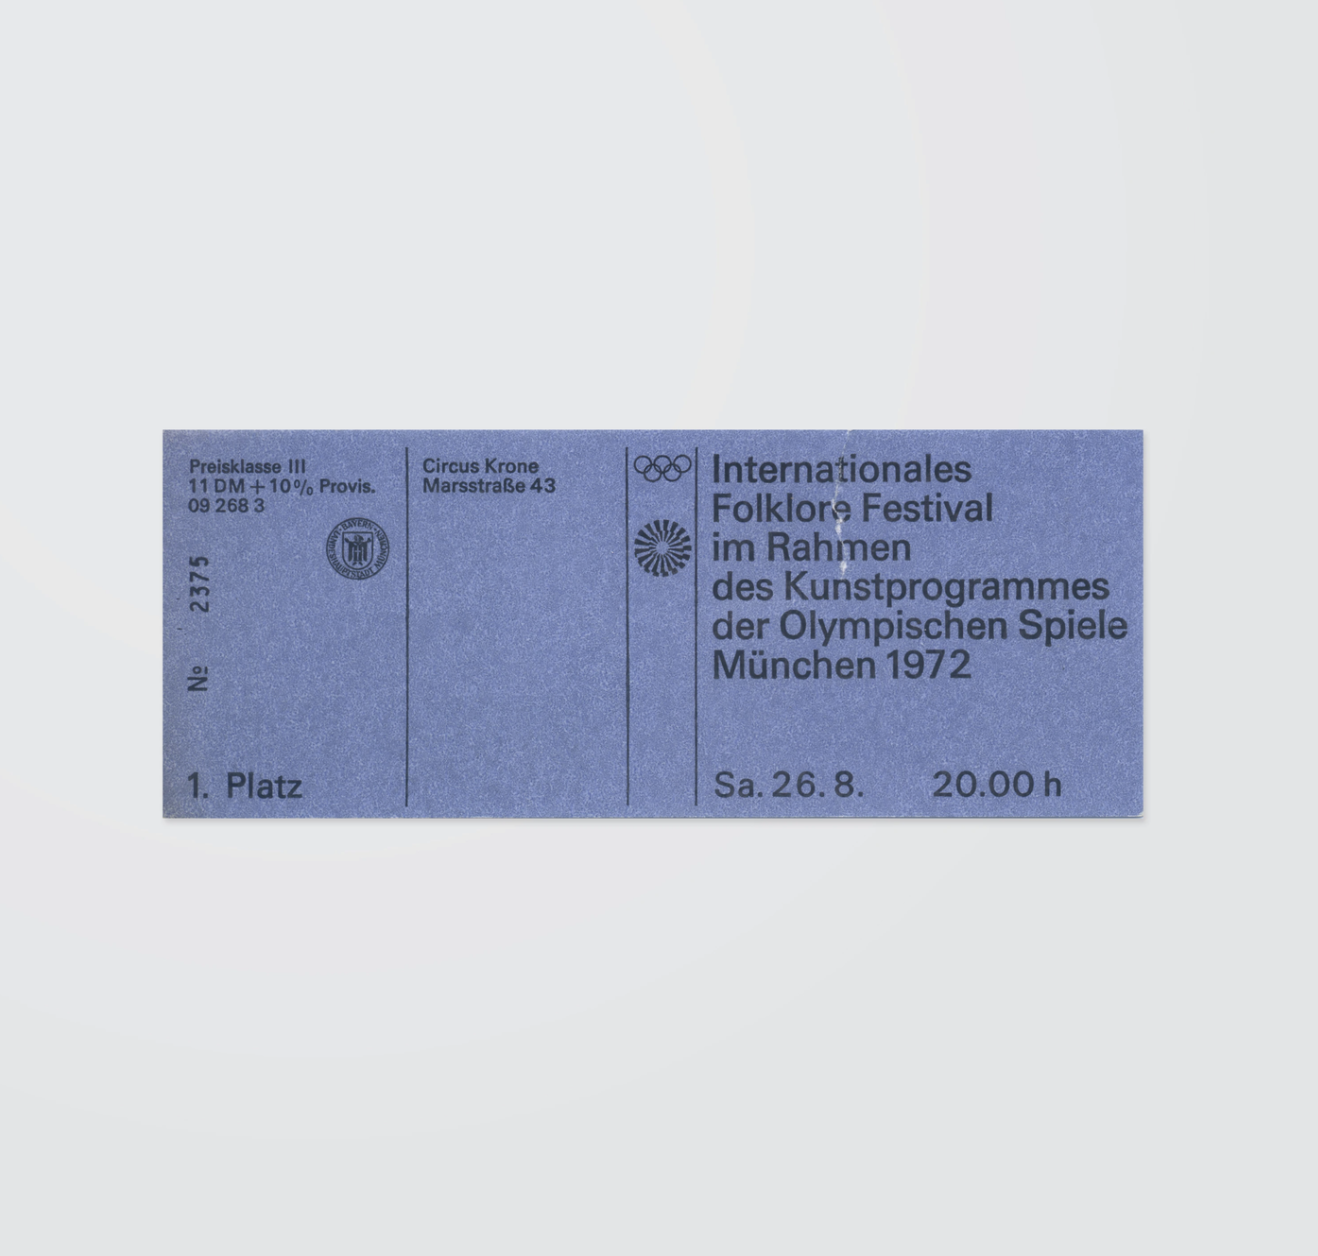 Preisklasse III
11 DM + 10% Provis.
09 268 3
BAYERN
№ 2375
1. Platz
Circus Krone
Marsstraße 43
Internationales
Folklore Festival
im Rahmen
des Kunstprogrammes
der Olympischen Spiele
München 1972
Sa. 26. 8. 20.00 h